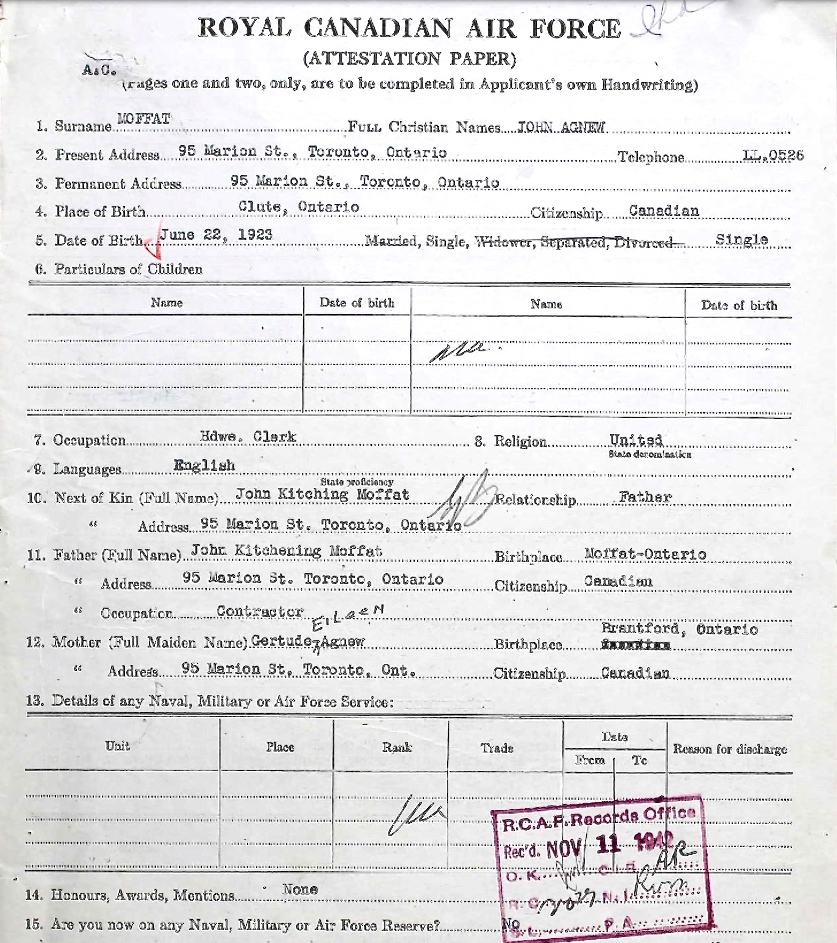 ROYAL CANADIAN AIR FORCE
(ATTESTATION PAPER)
A.C.
(Pages one and two, only, are to be completed in Applicant's own Handwriting)
1. Surname MOFFAT FULL Christian Names JOHN AGNEW
2. Present Address 95 Marion St., Toronto, Ontario Telephone LL.0526
3. Permanent Address 95 Marion St., Toronto, Ontario
4. Place of Birth Clute, Ontario Citizenship Canadian
5. Date of Birth June 22, 1923 Married, Single, Widower, Separated, Divorced Single
6. Particulars of Children
Name Date of birth Name Date of birth
7. Occupation Hdwe. Clerk 8. Religion United
State denomination
9. Languages English
State proficiency
10. Next of Kin (Full Name) John Kitching Moffat Relationship Father
" Address 95 Marion St. Toronto, Ontario
11. Father (Full Name) John Kitchening Moffat Birthplace Moffat-Ontario
" Address 95 Marion St. Toronto, Ontario Citizenship Canadian
" Occupation Contractor
EILEEN
12. Mother (Full Maiden Name) Gertude Agnew Birthplace Brantford, Ontario
" Address 95 Marion St. Toronto, Ont. Citizenship Canadian
13. Details of any Naval, Military or Air Force Service:
Unit Place Rank Trade Date Reason for discharge
From To
R.C.A.F. Records Office
Rec'd. NOV 11 1942
O.K. C.E. AR
R.C. N.I.
S.L. P.A.
14. Honours, Awards, Mentions None
15. Are you now on any Naval, Military or Air Force Reserve? No